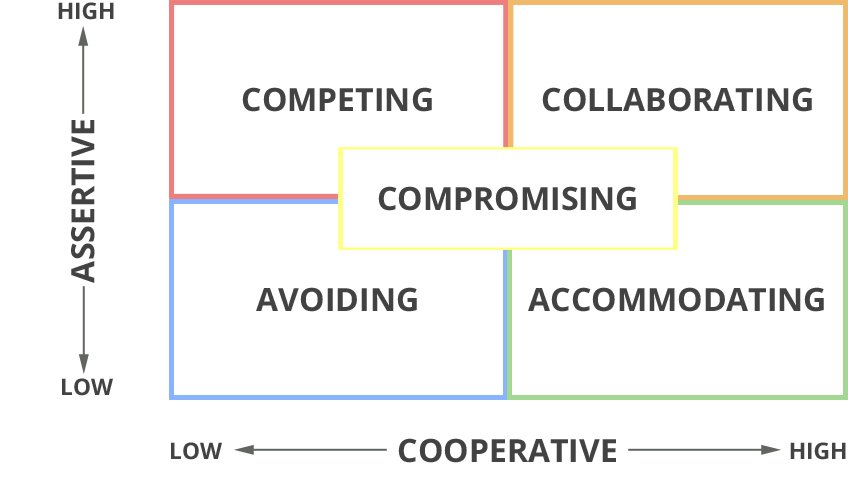 HIGH
COMPETING
COLLABORATING
ASSERTIVE
COMPROMISING
AVOIDING
ACCOMMODATING
LOW
LOW
COOPERATIVE
HIGH